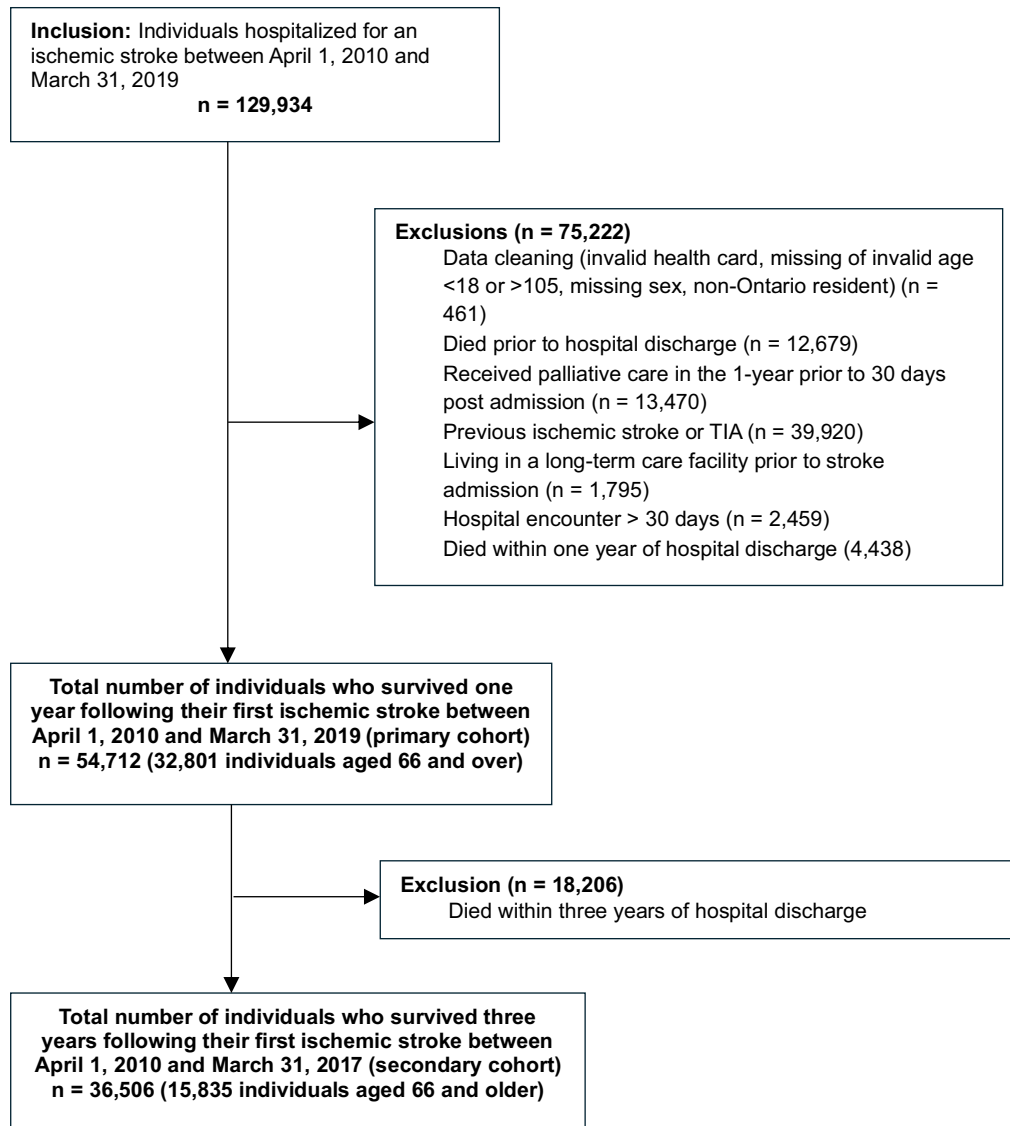 Inclusion: Individuals hospitalized for an
ischemic stroke between April 1, 2010 and
March 31, 2019
n = 129,934
Exclusions (n = 75,222)
Data cleaning (invalid health card, missing of invalid age
<18 or >105, missing sex, non-Ontario resident) (n =
461)
Died prior to hospital discharge (n = 12,679)
Received palliative care in the 1-year prior to 30 days
post admission (n = 13,470)
Previous ischemic stroke or TIA (n = 39,920)
Living in a long-term care facility prior to stroke
admission (n = 1,795)
Hospital encounter > 30 days (n = 2,459)
Died within one year of hospital discharge (4,438)
Total number of individuals who survived one
year following their first ischemic stroke between
April 1, 2010 and March 31, 2019 (primary cohort)
n = 54,712 (32,801 individuals aged 66 and over)
Exclusion (n = 18,206)
Died within three years of hospital discharge
Total number of individuals who survived three
years following their first ischemic stroke between
April 1, 2010 and March 31, 2017 (secondary cohort)
n = 36,506 (15,835 individuals aged 66 and older)